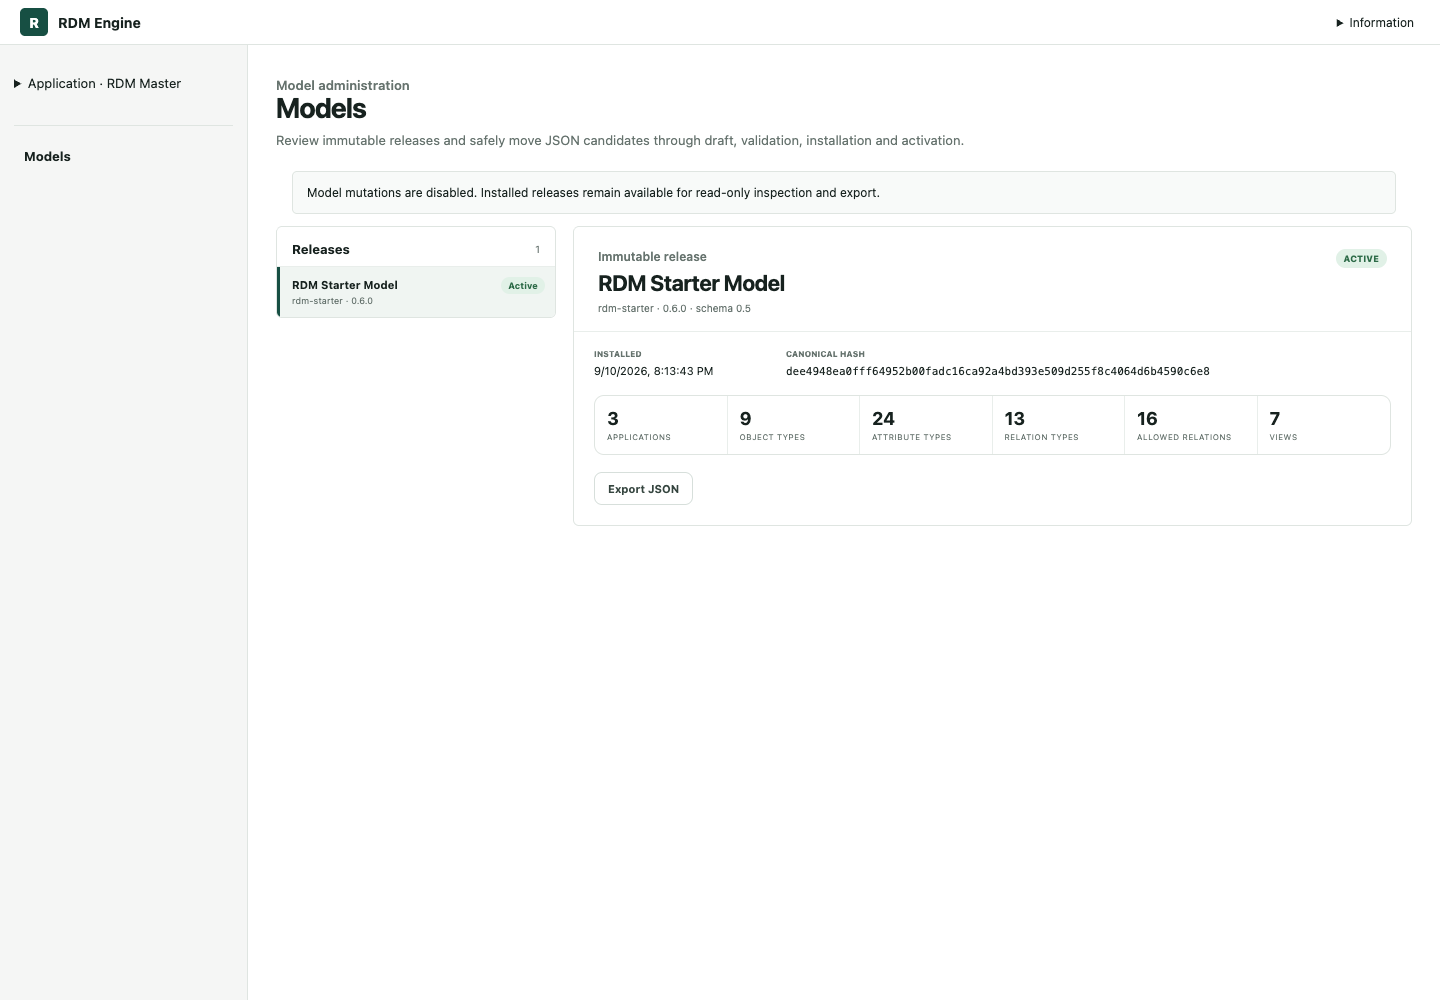 R RDM Engine
▶ Information
▶ Application · RDM Master
Models
Model administration
Models
Review immutable releases and safely move JSON candidates through draft, validation, installation and activation.
Model mutations are disabled. Installed releases remain available for read-only inspection and export.
Releases 1
RDM Starter Model Active
rdm-starter · 0.6.0
Immutable release
ACTIVE
RDM Starter Model
rdm-starter · 0.6.0 · schema 0.5
INSTALLED
9/10/2026, 8:13:43 PM
CANONICAL HASH
dee4948ea0fff64952b00fadc16ca92a4bd393e509d255f8c4064d6b4590c6e8
3
APPLICATIONS
9
OBJECT TYPES
24
ATTRIBUTE TYPES
13
RELATION TYPES
16
ALLOWED RELATIONS
7
VIEWS
Export JSON